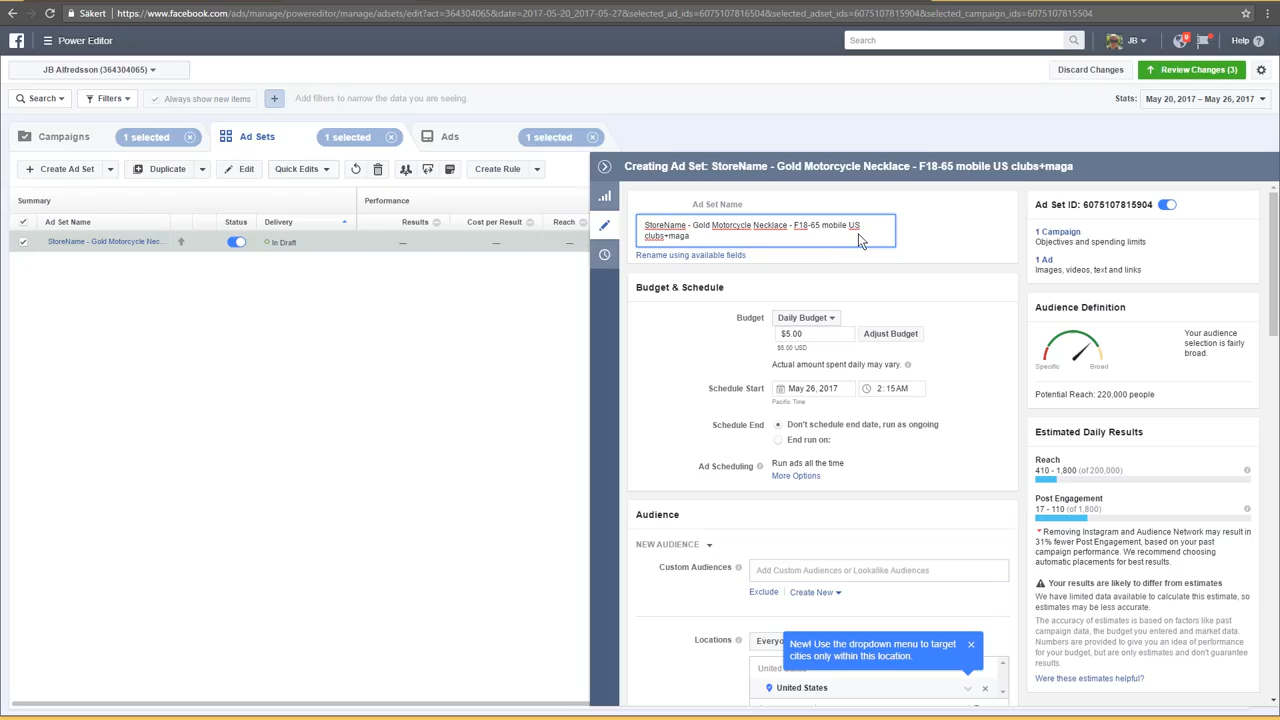 Säkert
https://www.facebook.com/ads/manage/powereditor/manage/adsets/edit?act=364304065&date=2017-05-20_2017-05-27&selected_ad_ids=6075107816504&selected_adset_ids=6075107815904&selected_campaign_ids=6075107815504
Power Editor
Search
JB
9
Help
JB Alfredsson (364304065)
Discard Changes
Review Changes (3)
Search
Filters
Always show new items
Add filters to narrow the data you are seeing.
Stats:
May 20, 2017 – May 26, 2017
Campaigns
1 selected
Ad Sets
1 selected
Ads
1 selected
Create Ad Set
Duplicate
Edit
Quick Edits
Create Rule
Summary
Performance
Ad Set Name
Status
Delivery
Results
Cost per Result
Reach
StoreName - Gold Motorcycle Nec...
In Draft
—
—
—
Creating Ad Set: StoreName - Gold Motorcycle Necklace - F18-65 mobile US clubs+maga
Ad Set Name
StoreName - Gold Motorcycle Necklace - F18-65 mobile US
clubs+maga
Rename using available fields
Budget & Schedule
Budget
Daily Budget
$5.00
Adjust Budget
$5.00 USD
Actual amount spent daily may vary.
Schedule Start
May 26, 2017
2: 15AM
Pacific Time
Schedule End
Don't schedule end date, run as ongoing
End run on:
Ad Scheduling
Run ads all the time
More Options
Audience
NEW AUDIENCE
Custom Audiences
Add Custom Audiences or Lookalike Audiences
Exclude
Create New
Locations
Everyo
New! Use the dropdown menu to target
cities only within this location.
United States
Ad Set ID: 6075107815904
1 Campaign
Objectives and spending limits
1 Ad
Images, videos, text and links
Audience Definition
Specific
Broad
Your audience
selection is fairly
broad.
Potential Reach: 220,000 people
Estimated Daily Results
Reach
410 - 1,800 (of 200,000)
Post Engagement
17 - 110 (of 1,800)
* Removing Instagram and Audience Network may result in
31% fewer Post Engagement, based on your past
campaign performance. We recommend choosing
automatic placements for best results.
Your results are likely to differ from estimates
We have limited data available to calculate this estimate, so
estimates may be less accurate.
The accuracy of estimates is based on factors like past
campaign data, the budget you entered and market data.
Numbers are provided to give you an idea of performance
for your budget, but are only estimates and don't guarantee
results.
Were these estimates helpful?